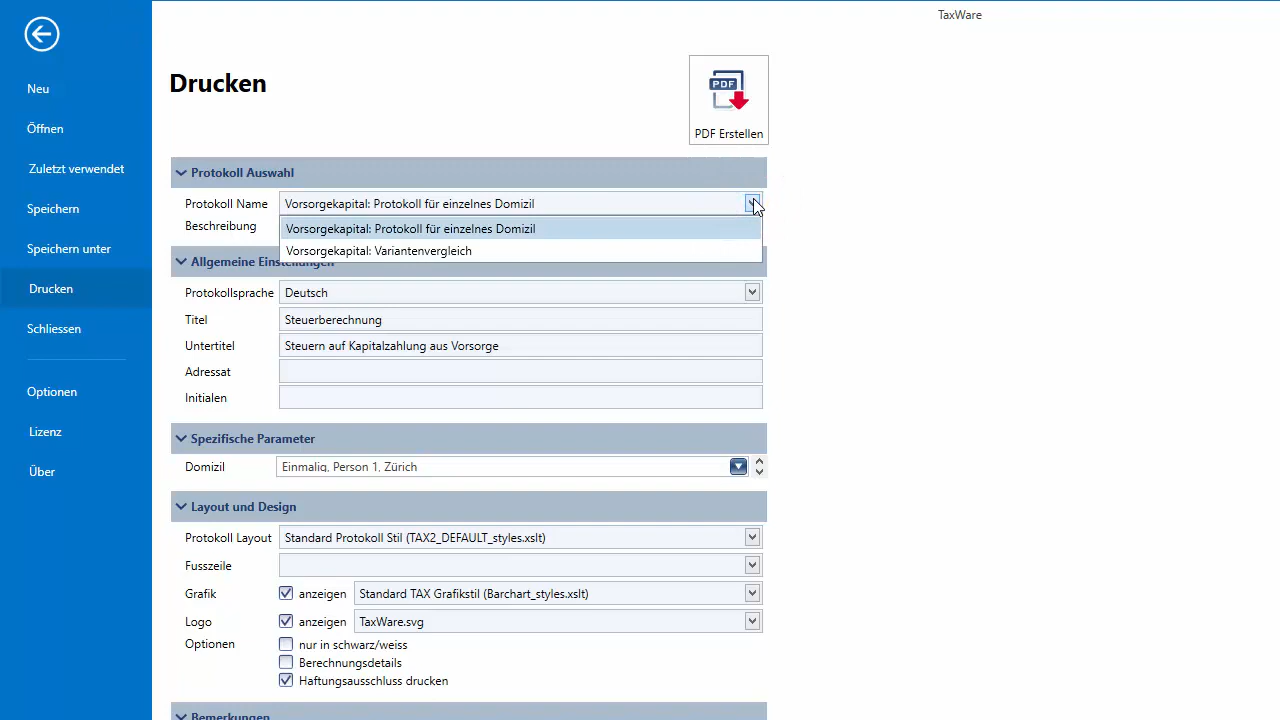 TaxWare
Neu
Öffnen
Zuletzt verwendet
Speichern
Speichern unter
Drucken
Schliessen
Optionen
Lizenz
Über
Drucken
PDF
PDF Erstellen
Protokoll Auswahl
Protokoll Name Vorsorgekapital: Protokoll für einzelnes Domizil
Beschreibung Vorsorgekapital: Protokoll für einzelnes Domizil
Vorsorgekapital: Variantenvergleich
Allgemeine Einstellungen
Protokollsprache Deutsch
Titel Steuerberechnung
Untertitel Steuern auf Kapitalzahlung aus Vorsorge
Adressat
Initialen
Spezifische Parameter
Domizil Einmalig, Person 1, Zürich
Layout und Design
Protokoll Layout Standard Protokoll Stil (TAX2_DEFAULT_styles.xslt)
Fusszeile
Grafik anzeigen Standard TAX Grafikstil (Barchart_styles.xslt)
Logo anzeigen TaxWare.svg
Optionen nur in schwarz/weiss
Berechnungsdetails
Haftungsausschluss drucken
Bemerkungen